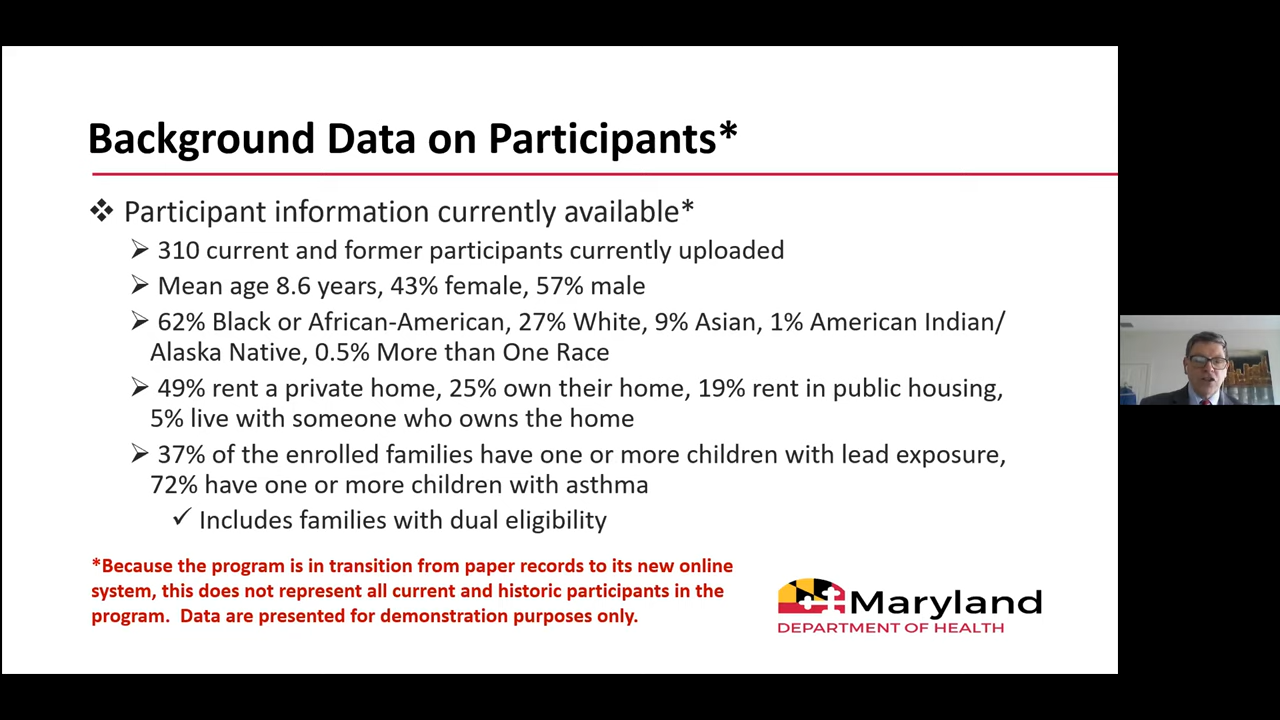 Background Data on Participants*
❖ Participant information currently available*
➢ 310 current and former participants currently uploaded
➢ Mean age 8.6 years, 43% female, 57% male
➢ 62% Black or African-American, 27% White, 9% Asian, 1% American Indian/
Alaska Native, 0.5% More than One Race
➢ 49% rent a private home, 25% own their home, 19% rent in public housing,
5% live with someone who owns the home
➢ 37% of the enrolled families have one or more children with lead exposure,
72% have one or more children with asthma
✓ Includes families with dual eligibility
*Because the program is in transition from paper records to its new online
system, this does not represent all current and historic participants in the
program.  Data are presented for demonstration purposes only.
Maryland
DEPARTMENT OF HEALTH